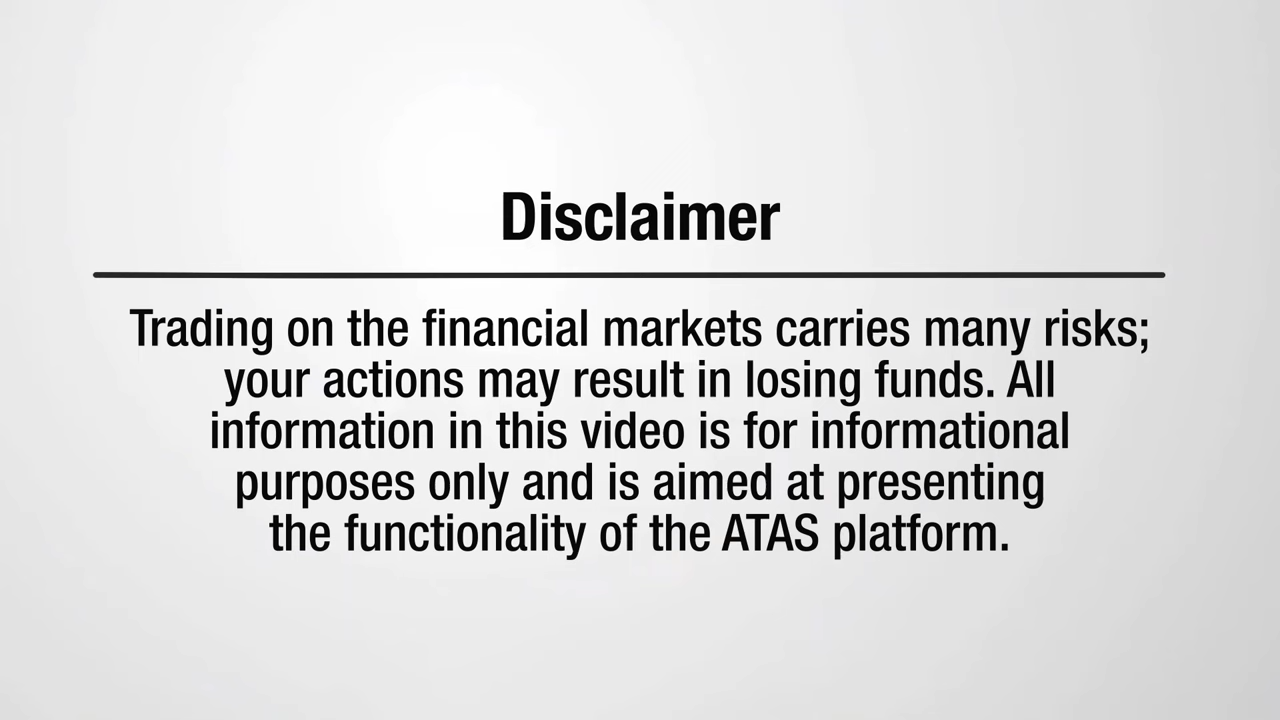 Disclaimer
Trading on the financial markets carries many risks;
your actions may result in losing funds. All
information in this video is for informational
purposes only and is aimed at presenting
the functionality of the ATAS platform.